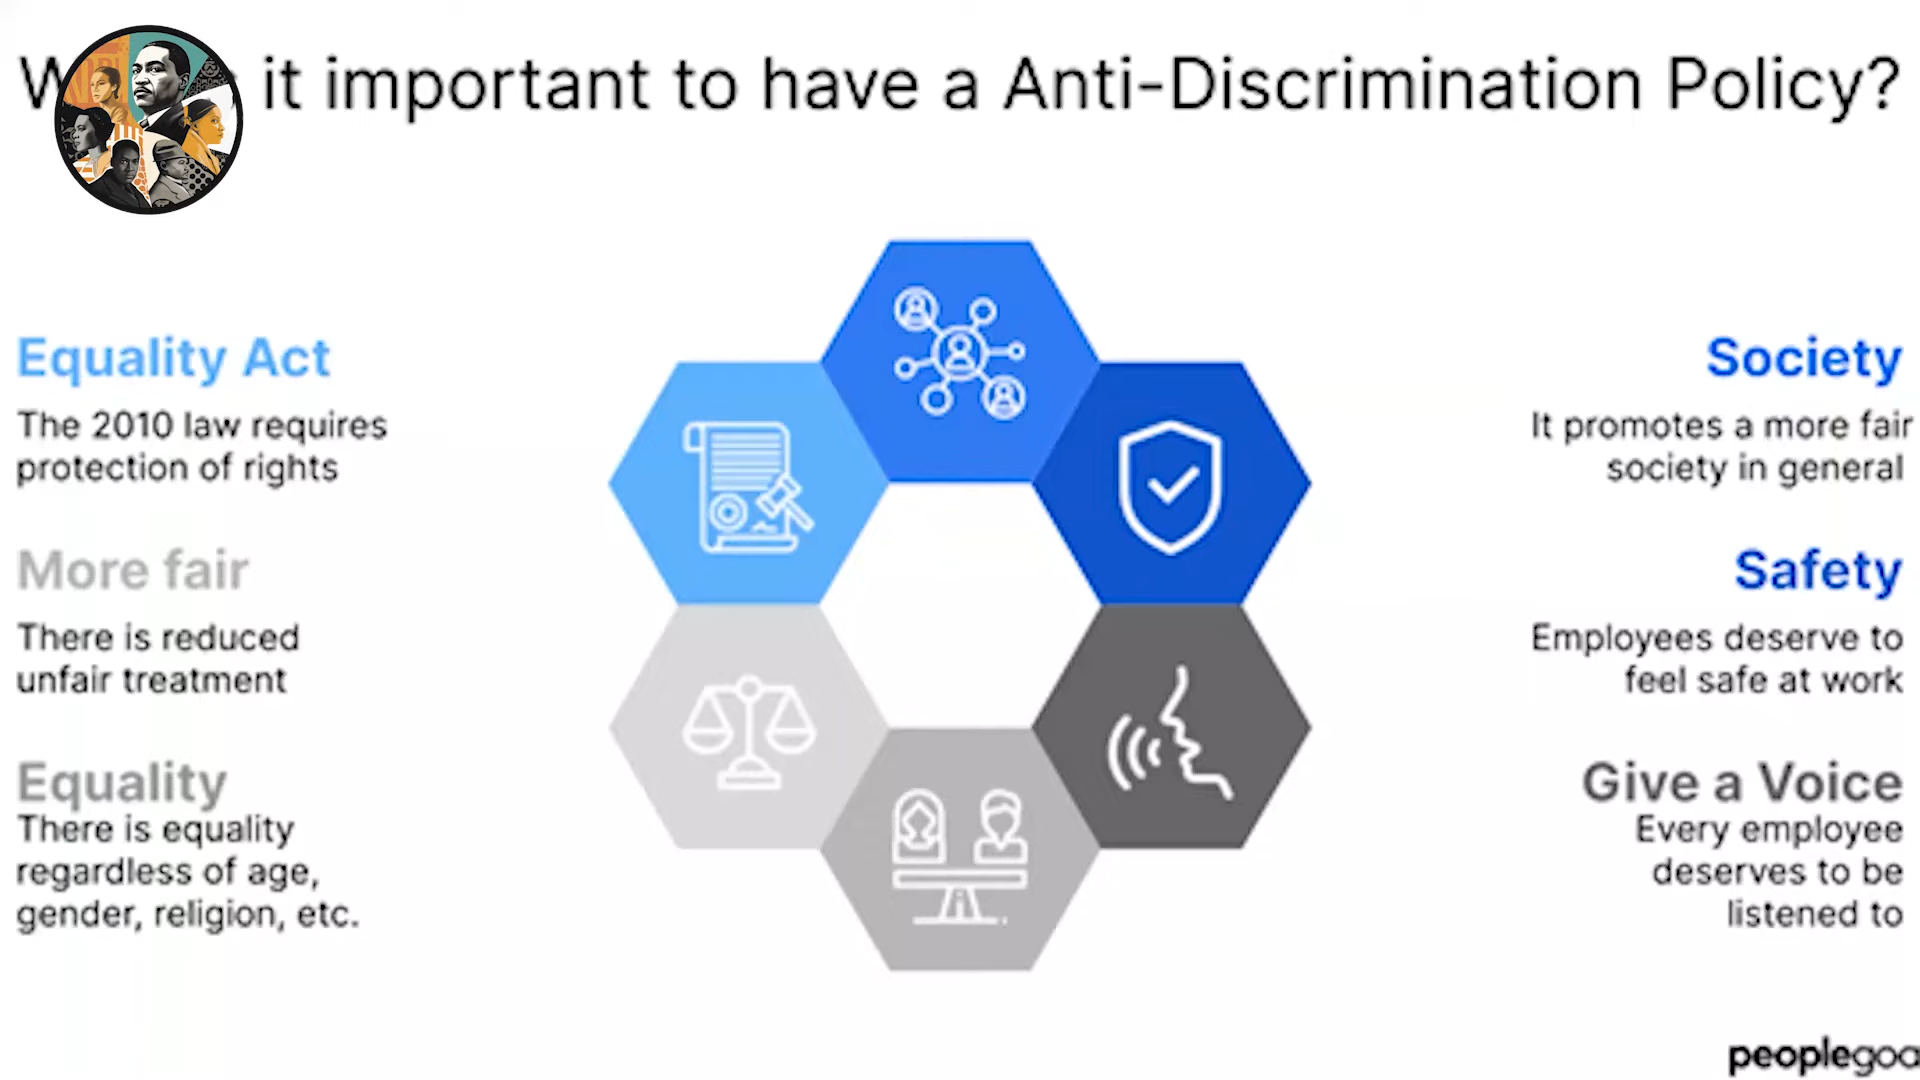 it important to have a Anti-Discrimination Policy?
Equality Act
The 2010 law requires
protection of rights
More fair
There is reduced
unfair treatment
Equality
There is equality
regardless of age,
gender, religion, etc.
Society
It promotes a more fair
society in general
Safety
Employees deserve to
feel safe at work
Give a Voice
Every employee
deserves to be
listened to
peoplegoa